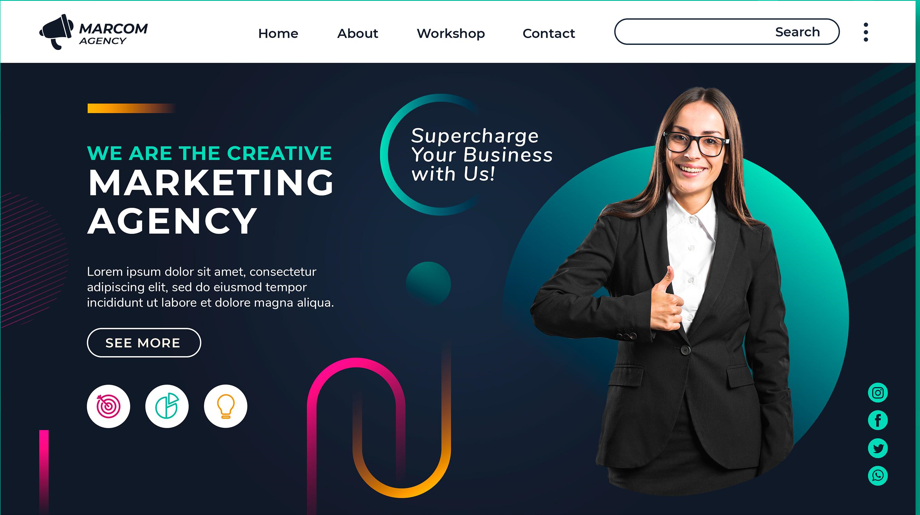 MARCOM
AGENCY
Home
About
Workshop
Contact
Search
WE ARE THE CREATIVE
MARKETING
AGENCY
Supercharge
Your Business
with Us!
Lorem ipsum dolor sit amet, consectetur
adipiscing elit, sed do eiusmod tempor
incididunt ut labore et dolore magna aliqua.
SEE MORE